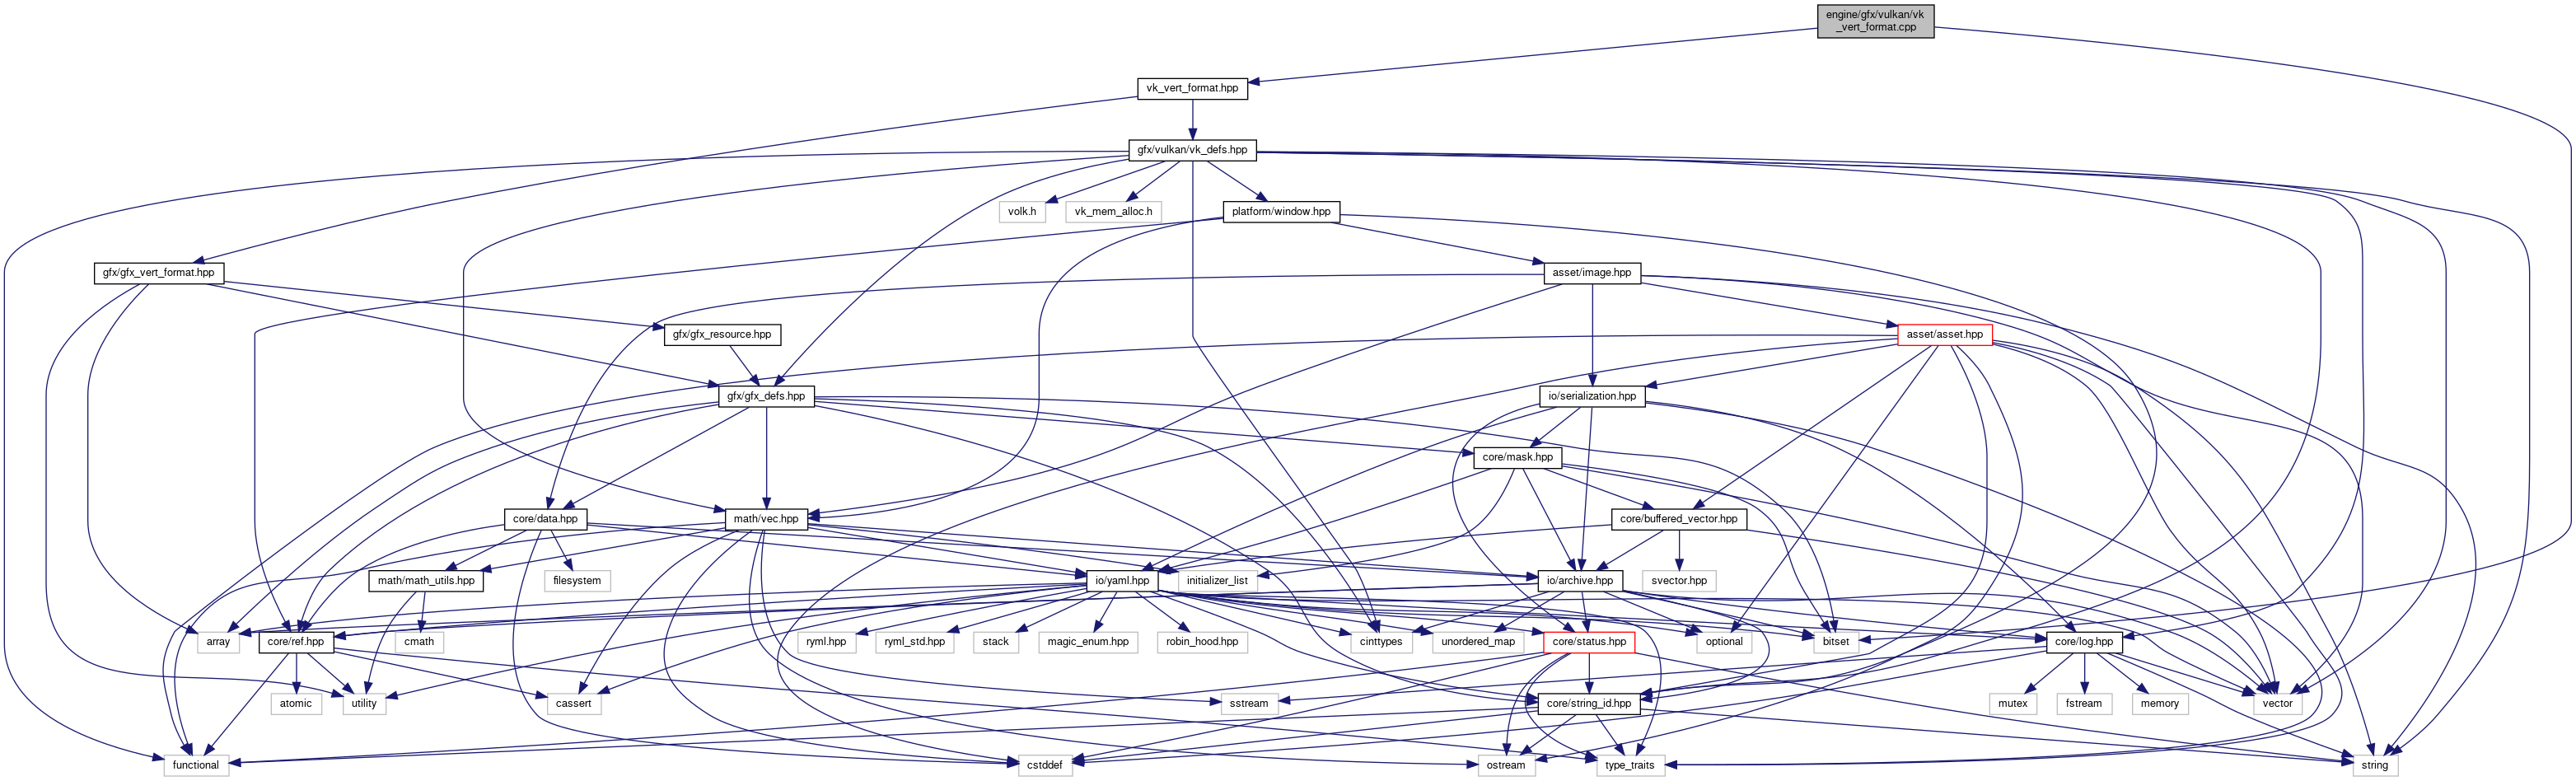 engine/gfx/vulkan/vk
_vert_format.cpp
vk_vert_format.hpp
gfx/vulkan/vk_defs.hpp
volk.h
vk_mem_alloc.h
platform/window.hpp
gfx/gfx_vert_format.hpp
asset/image.hpp
gfx/gfx_resource.hpp
asset/asset.hpp
gfx/gfx_defs.hpp
io/serialization.hpp
core/mask.hpp
core/data.hpp
math/vec.hpp
core/buffered_vector.hpp
math/math_utils.hpp
filesystem
io/yaml.hpp
initializer_list
io/archive.hpp
svector.hpp
array
core/ref.hpp
cmath
ryml.hpp
ryml_std.hpp
stack
magic_enum.hpp
robin_hood.hpp
cinttypes
unordered_map
core/status.hpp
optional
bitset
core/log.hpp
atomic
utility
cassert
sstream
core/string_id.hpp
mutex
fstream
memory
vector
functional
cstddef
ostream
type_traits
string